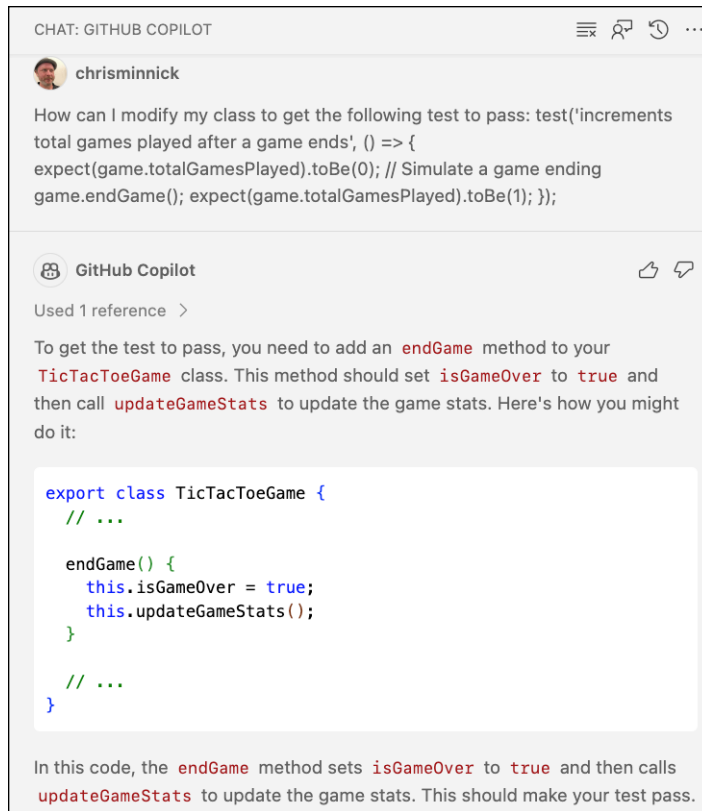 CHAT: GITHUB COPILOT
chrisminnick
How can I modify my class to get the following test to pass: test('increments
total games played after a game ends', () => {
expect(game.totalGamesPlayed).toBe(0); // Simulate a game ending
game.endGame(); expect(game.totalGamesPlayed).toBe(1); });
GitHub Copilot
Used 1 reference
To get the test to pass, you need to add an endGame method to your
TicTacToeGame class. This method should set isGameOver to true and
then call updateGameStats to update the game stats. Here's how you might
do it:
export class TicTacToeGame {
// ...
endGame() {
this.isGameOver = true;
this.updateGameStats();
}
// ...
}
In this code, the endGame method sets isGameOver to true and then calls
updateGameStats to update the game stats. This should make your test pass.